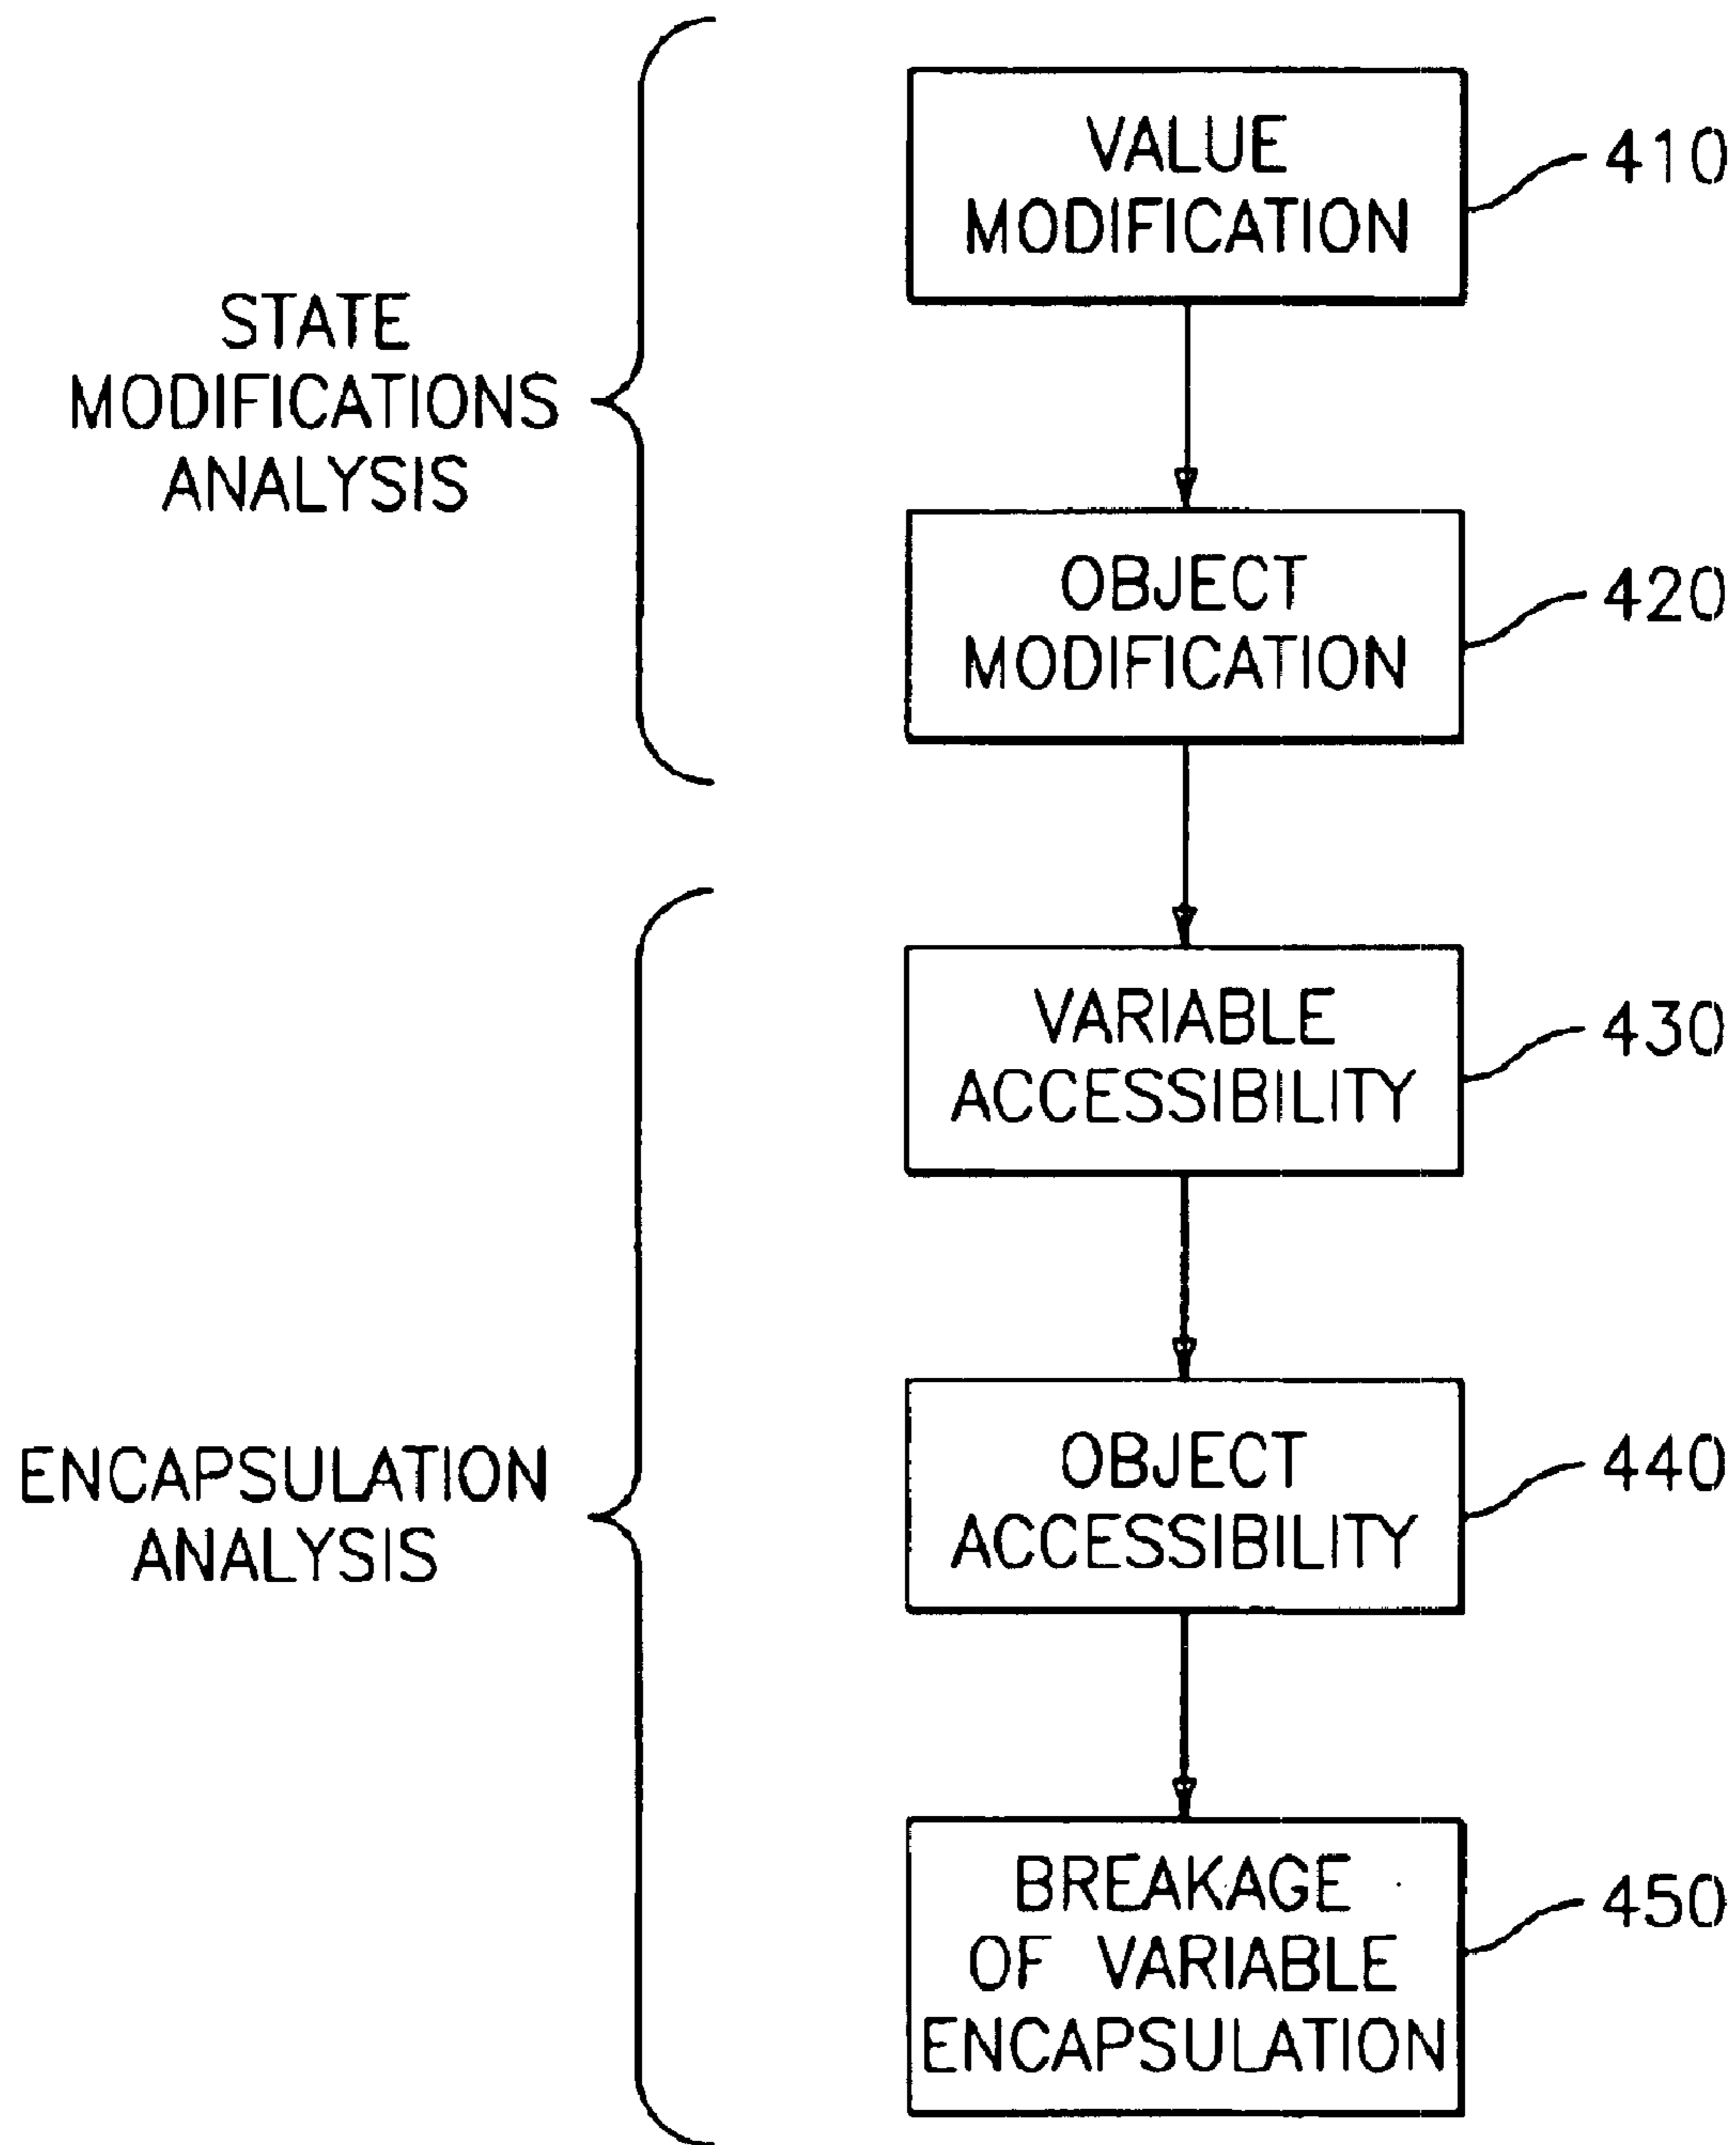 VALUE
MODIFICATION
410
STATE
MODIFICATIONS
ANALYSIS
OBJECT
MODIFICATION
420
VARIABLE
ACCESSIBILITY
430
OBJECT
ACCESSIBILITY
440
ENCAPSULATION
ANALYSIS
BREAKAGE
OF VARIABLE
ENCAPSULATION
450